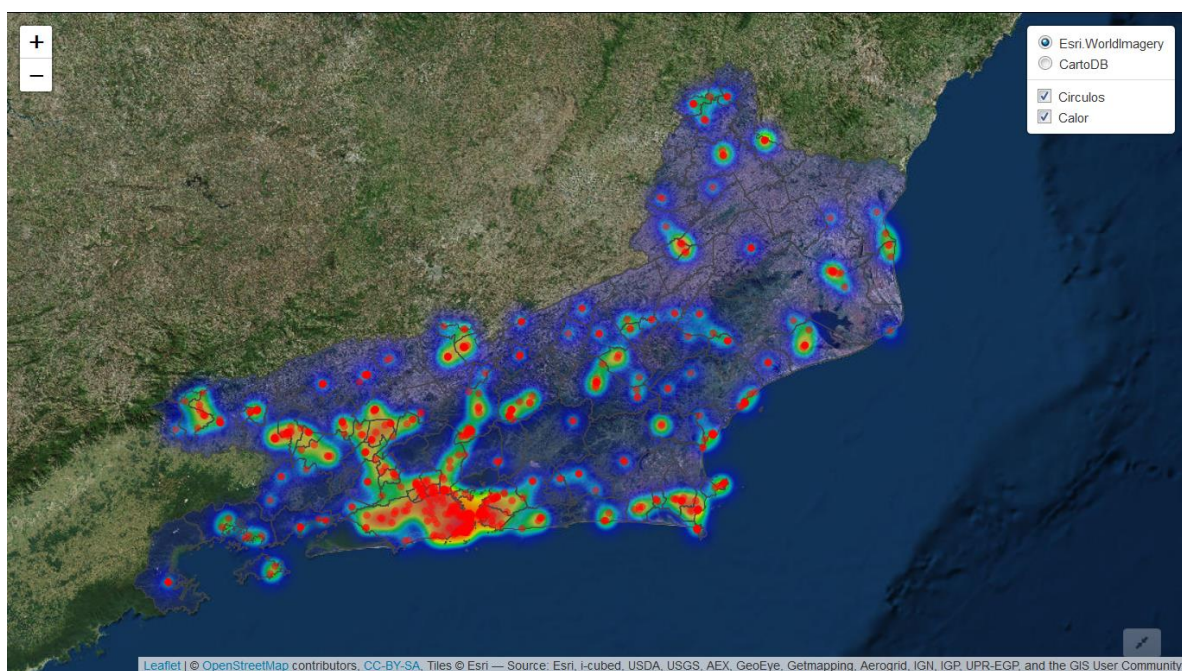 +
−
Esri.WorldImagery
CartoDB
Circulos
Calor
Leaflet | © OpenStreetMap contributors, CC-BY-SA, Tiles © Esri — Source: Esri, i-cubed, USDA, USGS, AEX, GeoEye, Getmapping, Aerogrid, IGN, IGP, UPR-EGP, and the GIS User Community